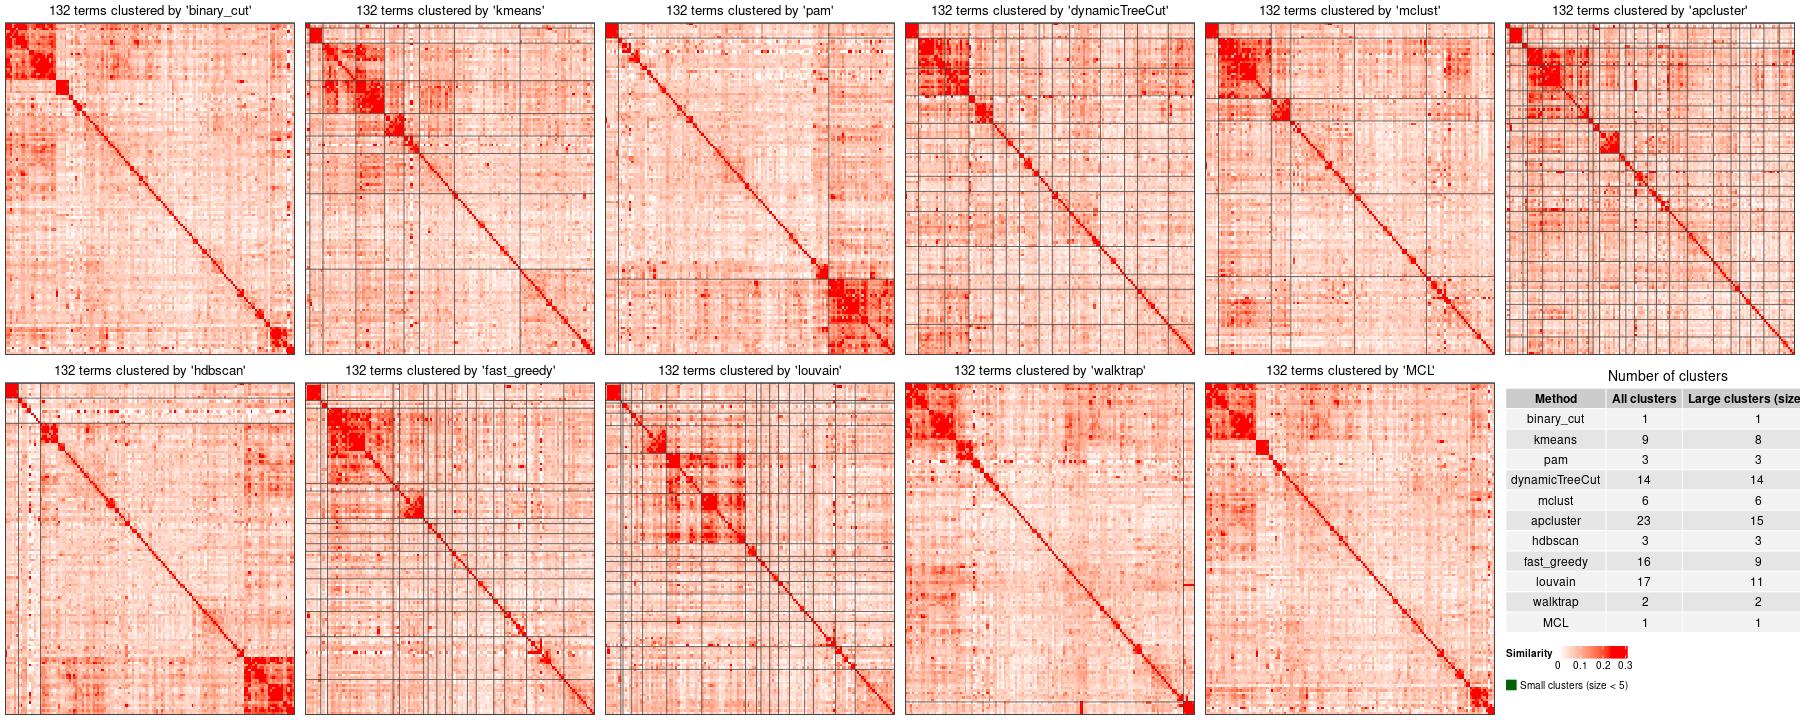 132 terms clustered by 'binary_cut'
132 terms clustered by 'kmeans'
132 terms clustered by 'pam'
132 terms clustered by 'dynamicTreeCut'
132 terms clustered by 'mclust'
132 terms clustered by 'apcluster'
132 terms clustered by 'hdbscan'
132 terms clustered by 'fast_greedy'
132 terms clustered by 'louvain'
132 terms clustered by 'walktrap'
132 terms clustered by 'MCL'
Number of clusters
Method All clusters Large clusters (size
binary_cut 1 1
kmeans 9 8
pam 3 3
dynamicTreeCut 14 14
mclust 6 6
apcluster 23 15
hdbscan 3 3
fast_greedy 16 9
louvain 17 11
walktrap 2 2
MCL 1 1
Similarity
0 0.1 0.2 0.3
Small clusters (size < 5)